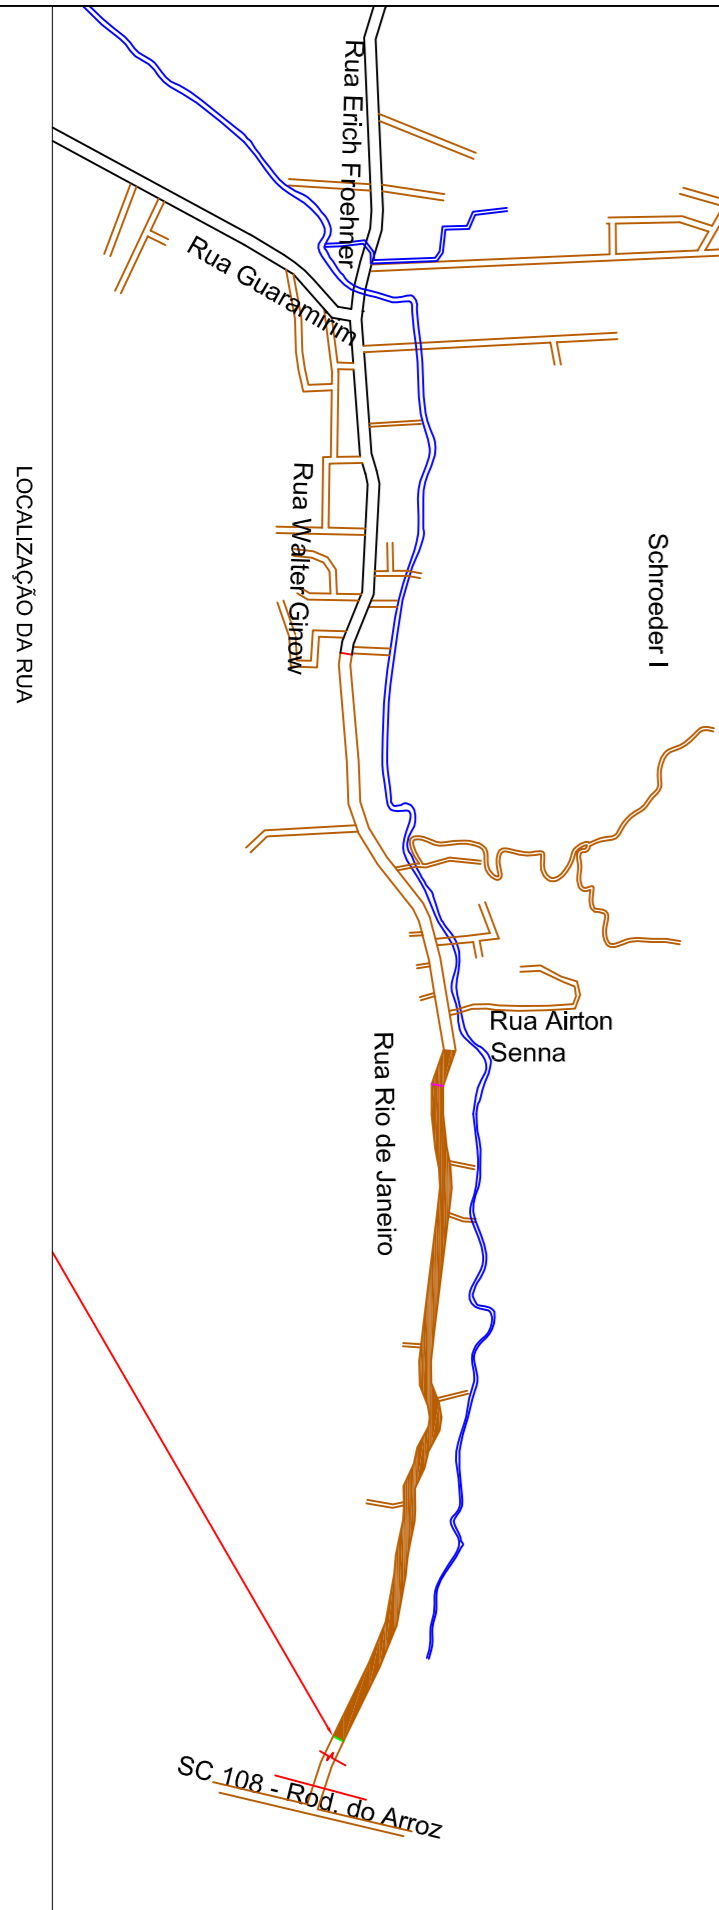 Rua Erich Froehner
Rua Guaramirim
Rua Walter Ginow
LOCALIZAÇÃO DA RUA
Schroeder I
Rua Airton
Senna
Rua Rio de Janeiro
SC 108 - Rod. do Arroz